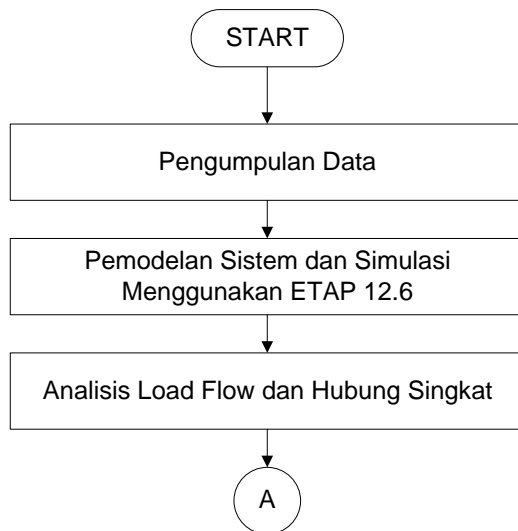 START
Pengumpulan Data
Pemodelan Sistem dan Simulasi
Menggunakan ETAP 12.6
Analisis Load Flow dan Hubung Singkat
A